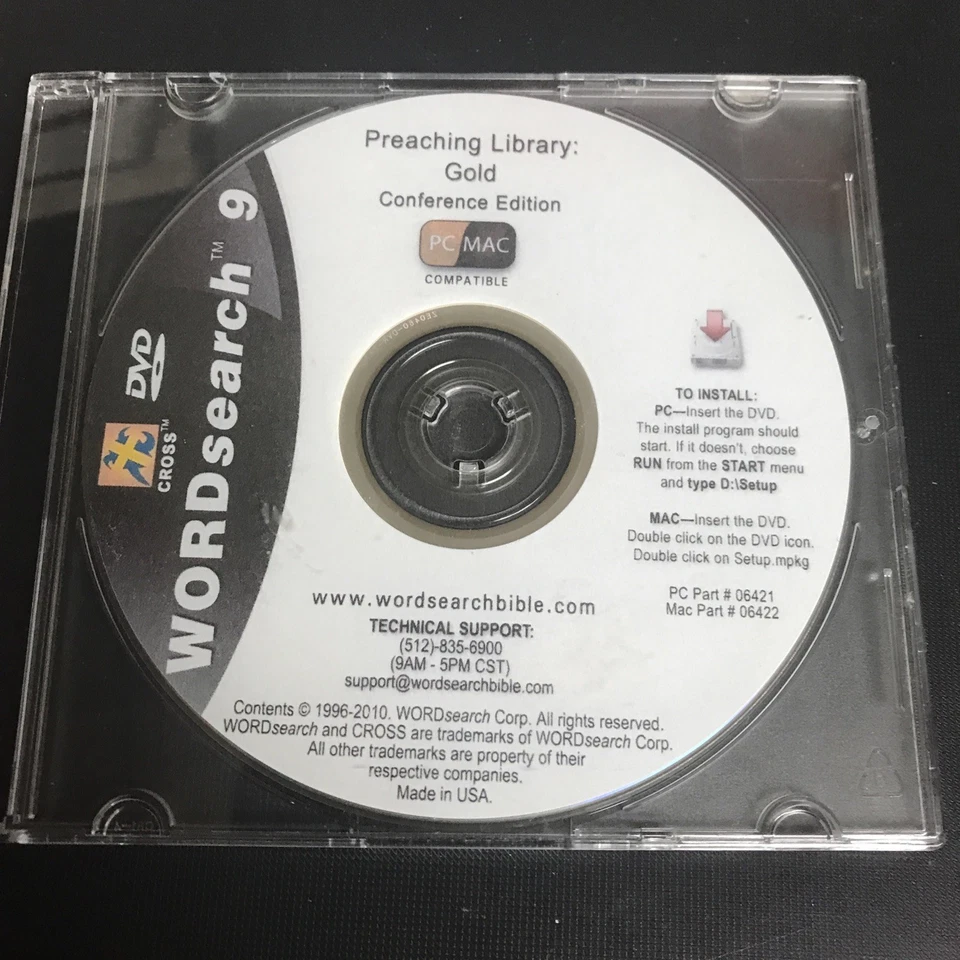 Preaching Library:
Gold
Conference Edition
PC MAC
COMPATIBLE
WORDsearch™ 9
DVD
CROSS™
TO INSTALL:
PC—Insert the DVD.
The install program should
start. If it doesn't, choose
RUN from the START menu
and type D:\Setup
MAC—Insert the DVD.
Double click on the DVD icon.
Double click on Setup.mpkg
PC Part # 06421
Mac Part # 06422
www.wordsearchbible.com
TECHNICAL SUPPORT:
(512)-835-6900
(9AM - 5PM CST)
support@wordsearchbible.com
Contents © 1996-2010. WORDsearch Corp. All rights reserved.
WORDsearch and CROSS are trademarks of WORDsearch Corp.
All other trademarks are property of their
respective companies.
Made in USA.